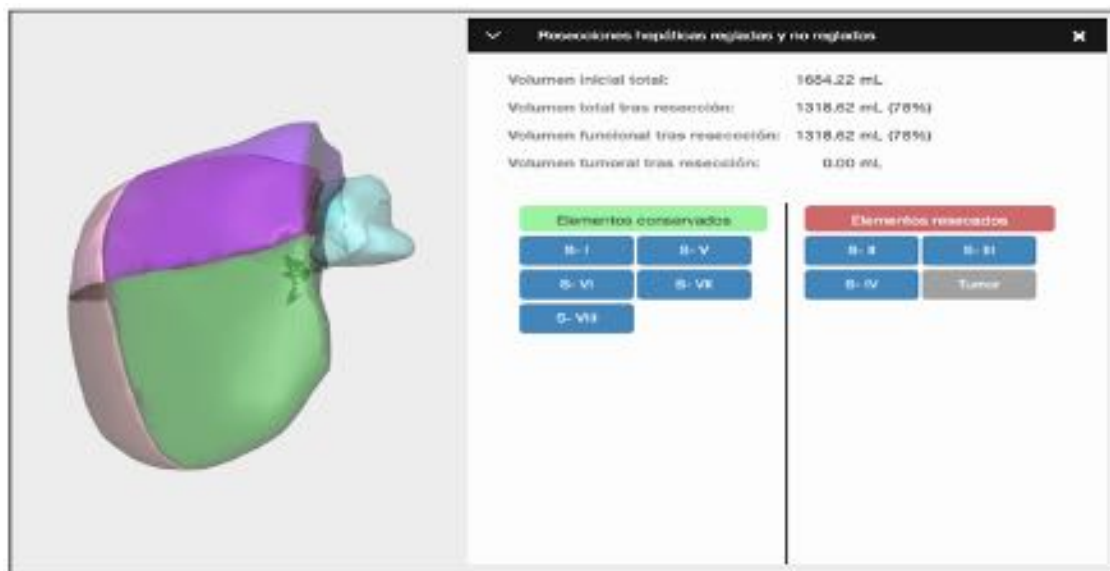 Resecciones hepáticas regladas y no regladas
Volumen inicial total: 1684.22 mL
Volumen total tras resección: 1318.62 mL (78%)
Volumen funcional tras resececión: 1318.62 mL (78%)
Volumen tumoral tras resección: 0.00 mL
Elementos conservados
S- I S- V
S- VI S- VII
S- VIII
Elementos resecados
S- II S- III
S- IV Tumor